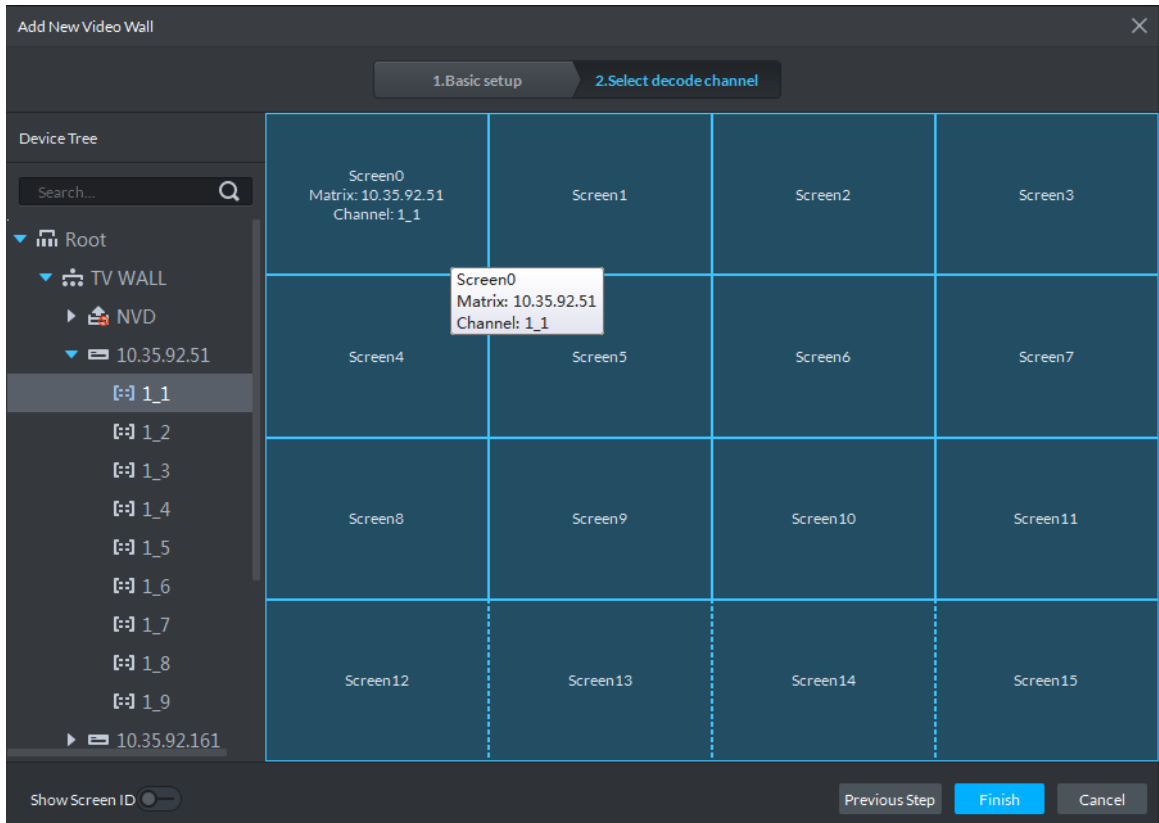 Add New Video Wall
1.Basic setup
2.Select decode channel
Device Tree
Search...
Root
TV WALL
NVD
10.35.92.51
1_1
1_2
1_3
1_4
1_5
1_6
1_7
1_8
1_9
10.35.92.161
Screen0
Matrix: 10.35.92.51
Channel: 1_1
Screen1
Screen2
Screen3
Screen0
Matrix: 10.35.92.51
Channel: 1_1
Screen4
Screen5
Screen6
Screen7
Screen8
Screen9
Screen10
Screen11
Screen12
Screen13
Screen14
Screen15
Show Screen ID
Previous Step
Finish
Cancel